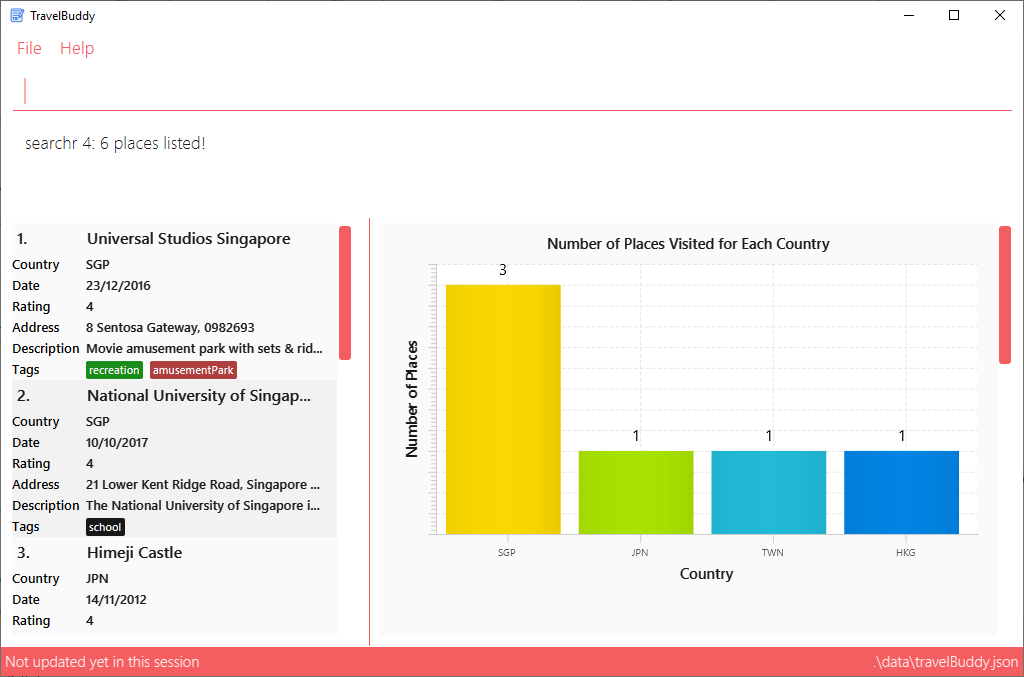 TravelBuddy
File Help
searchr 4: 6 places listed!
1. Universal Studios Singapore
Country SGP
Date 23/12/2016
Rating 4
Address 8 Sentosa Gateway, 0982693
Description Movie amusement park with sets & rid...
Tags recreation amusementPark
2. National University of Singap...
Country SGP
Date 10/10/2017
Rating 4
Address 21 Lower Kent Ridge Road, Singapore ...
Description The National University of Singapore i...
Tags school
3. Himeji Castle
Country JPN
Date 14/11/2012
Rating 4
Number of Places Visited for Each Country
Number of Places
3
1
1
1
SGP JPN TWN HKG
Country
Not updated yet in this session
.\data\travelBuddy.json